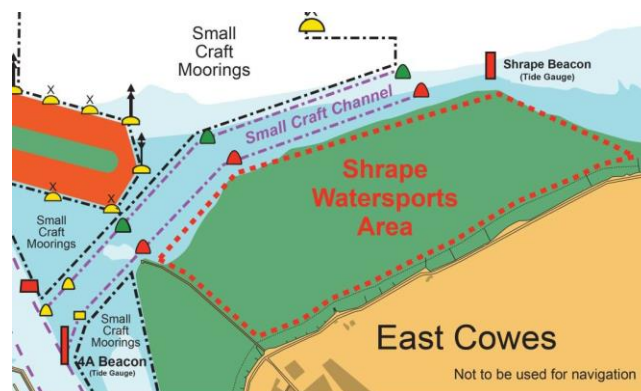 Small
Craft
Moorings
Shrape Beacon
(Tide Gauge)
Small Craft Channel
X
X
X
X
X
Shrape
Watersports
Area
Small
Craft
Moorings
Small
Craft
Moorings
4A Beacon
(Tide Gauge)
East Cowes
Not to be used for navigation